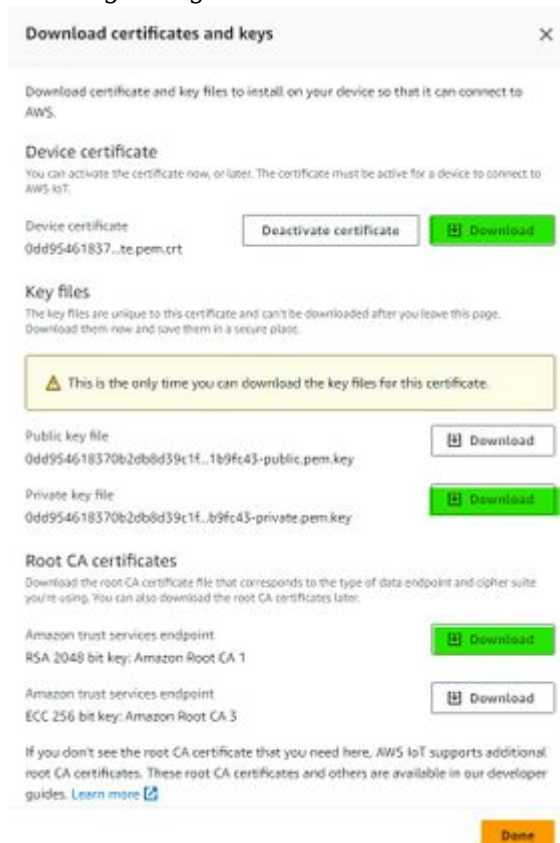 Download certificates and keys
Download certificate and key files to install on your device so that it can connect to
AWS.
Device certificate
You can activate the certificate now, or later. The certificate must be active for a device to connect to
AWS IoT.
Device certificate
0dd95461837...te.pem.crt
Deactivate certificate
Download
Key files
The key files are unique to this certificate and can't be downloaded after you leave this page.
Download them now and save them in a secure place.
This is the only time you can download the key files for this certificate.
Public key file
0dd954618370b2db8d39c1f...1b9fc43-public.pem.key
Download
Private key file
0dd954618370b2db8d39c1f...b9fc43-private.pem.key
Download
Root CA certificates
Download the root CA certificate file that corresponds to the type of data endpoint and cipher suite
you're using. You can also download the root CA certificates later.
Amazon trust services endpoint
RSA 2048 bit key: Amazon Root CA 1
Download
Amazon trust services endpoint
ECC 256 bit key: Amazon Root CA 3
Download
If you don't see the root CA certificate that you need here, AWS IoT supports additional
root CA certificates. These root CA certificates and others are available in our developer
guides. Learn more
Done